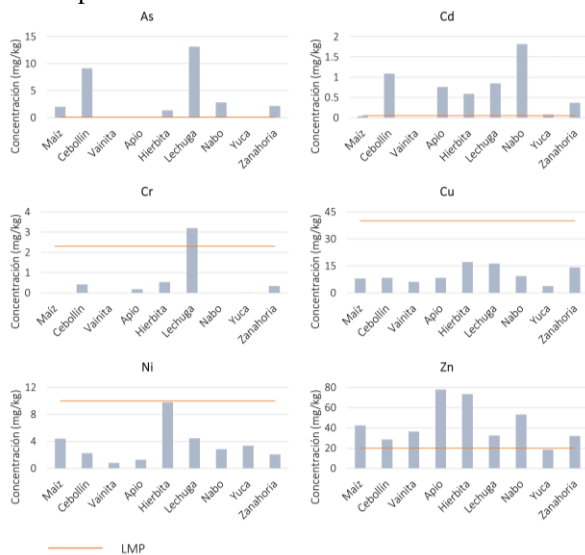 As
Concentración (mg/kg)
15
10
5
0
Maíz
Cebollín
Vainita
Apio
Hierbita
Lechuga
Nabo
Yuca
Zanahoria
Cd
Concentración (mg/kg)
2
1.5
1
0.5
0
Maíz
Cebollín
Vainita
Apio
Hierbita
Lechuga
Nabo
Yuca
Zanahoria
Cr
Concentración (mg/kg)
4
3
2
1
0
Maíz
Cebollín
Vainita
Apio
Hierbita
Lechuga
Nabo
Yuca
Zanahoria
Cu
Concentración (mg/kg)
45
30
15
0
Maíz
Cebollín
Vainita
Apio
Hierbita
Lechuga
Nabo
Yuca
Zanahoria
Ni
Concentración (mg/kg)
12
8
4
0
Maíz
Cebollín
Vainita
Apio
Hierbita
Lechuga
Nabo
Yuca
Zanahoria
Zn
Concentración (mg/kg)
80
60
40
20
0
Maíz
Cebollín
Vainita
Apio
Hierbita
Lechuga
Nabo
Yuca
Zanahoria
LMP